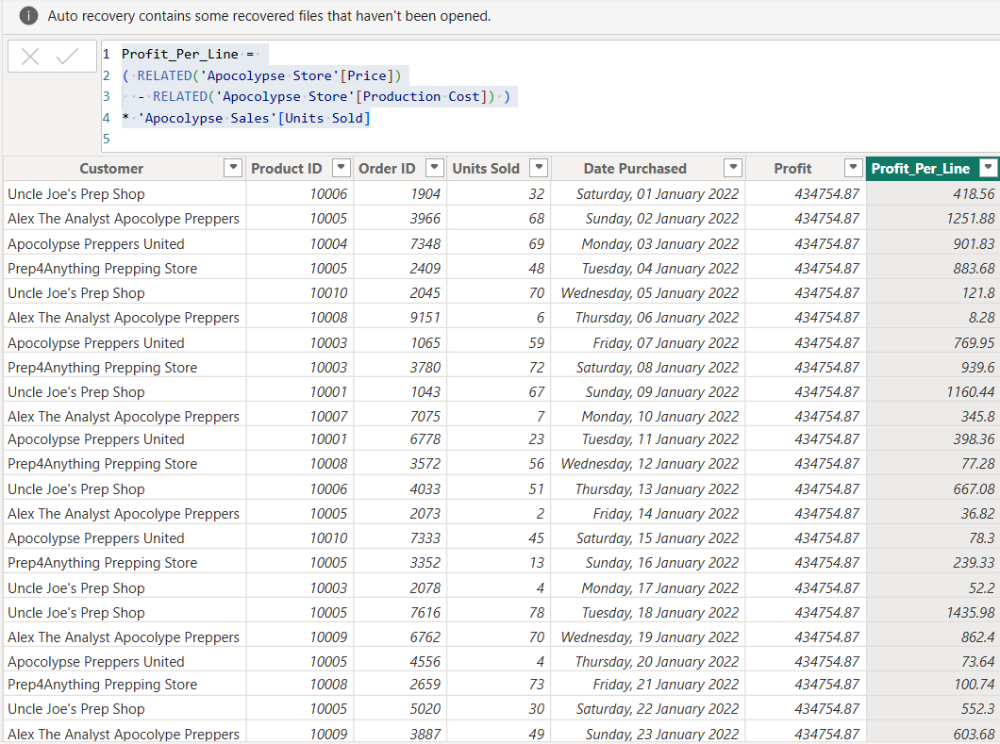 Auto recovery contains some recovered files that haven't been opened.
1 Profit_Per_Line =
2 ( RELATED('Apocolypse Store'[Price])
3 - RELATED('Apocolypse Store'[Production Cost]) )
4 * 'Apocolypse Sales'[Units Sold]
5
Customer Product ID Order ID Units Sold Date Purchased Profit Profit_Per_Line
Uncle Joe's Prep Shop 10006 1904 32 Saturday, 01 January 2022 434754.87 418.56
Alex The Analyst Apocolype Preppers 10005 3966 68 Sunday, 02 January 2022 434754.87 1251.88
Apocolypse Preppers United 10004 7348 69 Monday, 03 January 2022 434754.87 901.83
Prep4Anything Prepping Store 10005 2409 48 Tuesday, 04 January 2022 434754.87 883.68
Uncle Joe's Prep Shop 10010 2045 70 Wednesday, 05 January 2022 434754.87 121.8
Alex The Analyst Apocolype Preppers 10008 9151 6 Thursday, 06 January 2022 434754.87 8.28
Apocolypse Preppers United 10003 1065 59 Friday, 07 January 2022 434754.87 769.95
Prep4Anything Prepping Store 10003 3780 72 Saturday, 08 January 2022 434754.87 939.6
Uncle Joe's Prep Shop 10001 1043 67 Sunday, 09 January 2022 434754.87 1160.44
Alex The Analyst Apocolype Preppers 10007 7075 7 Monday, 10 January 2022 434754.87 345.8
Apocolypse Preppers United 10001 6778 23 Tuesday, 11 January 2022 434754.87 398.36
Prep4Anything Prepping Store 10008 3572 56 Wednesday, 12 January 2022 434754.87 77.28
Uncle Joe's Prep Shop 10006 4033 51 Thursday, 13 January 2022 434754.87 667.08
Alex The Analyst Apocolype Preppers 10005 2073 2 Friday, 14 January 2022 434754.87 36.82
Apocolypse Preppers United 10010 7333 45 Saturday, 15 January 2022 434754.87 78.3
Prep4Anything Prepping Store 10005 3352 13 Sunday, 16 January 2022 434754.87 239.33
Uncle Joe's Prep Shop 10003 2078 4 Monday, 17 January 2022 434754.87 52.2
Uncle Joe's Prep Shop 10005 7616 78 Tuesday, 18 January 2022 434754.87 1435.98
Alex The Analyst Apocolype Preppers 10009 6762 70 Wednesday, 19 January 2022 434754.87 862.4
Apocolypse Preppers United 10005 4556 4 Thursday, 20 January 2022 434754.87 73.64
Prep4Anything Prepping Store 10008 2659 73 Friday, 21 January 2022 434754.87 100.74
Uncle Joe's Prep Shop 10005 5020 30 Saturday, 22 January 2022 434754.87 552.3
Alex The Analyst Apocolype Preppers 10009 3887 49 Sunday, 23 January 2022 434754.87 603.68